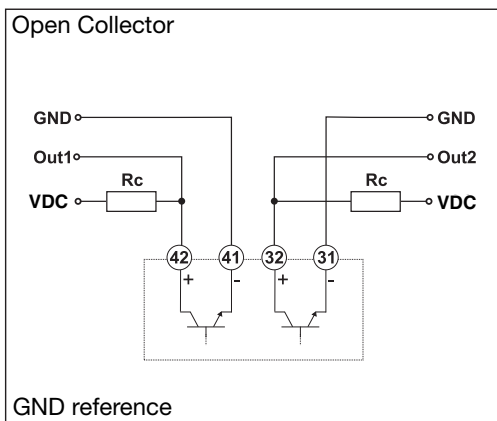 Open Collector
GND GND
Out1 Out2
Rc Rc
VDC VDC
42 41 32 31
+ - + -
GND reference